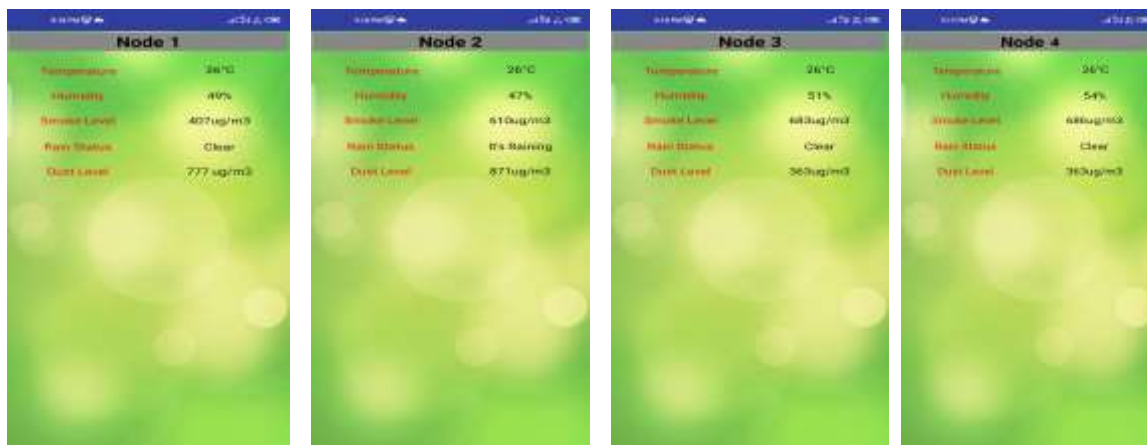 Node 1
Temperature 26°C
Humidity 49%
Smoke Level 407ug/m3
Rain Status Clear
Dust Level 777 ug/m3
Node 2
Temperature 26°C
Humidity 47%
Smoke Level 610ug/m3
Rain Status It's Raining
Dust Level 871ug/m3
Node 3
Temperature 26°C
Humidity 51%
Smoke Level 683ug/m3
Rain Status Clear
Dust Level 363ug/m3
Node 4
Temperature 26°C
Humidity 54%
Smoke Level 686ug/m3
Rain Status Clear
Dust Level 363ug/m3